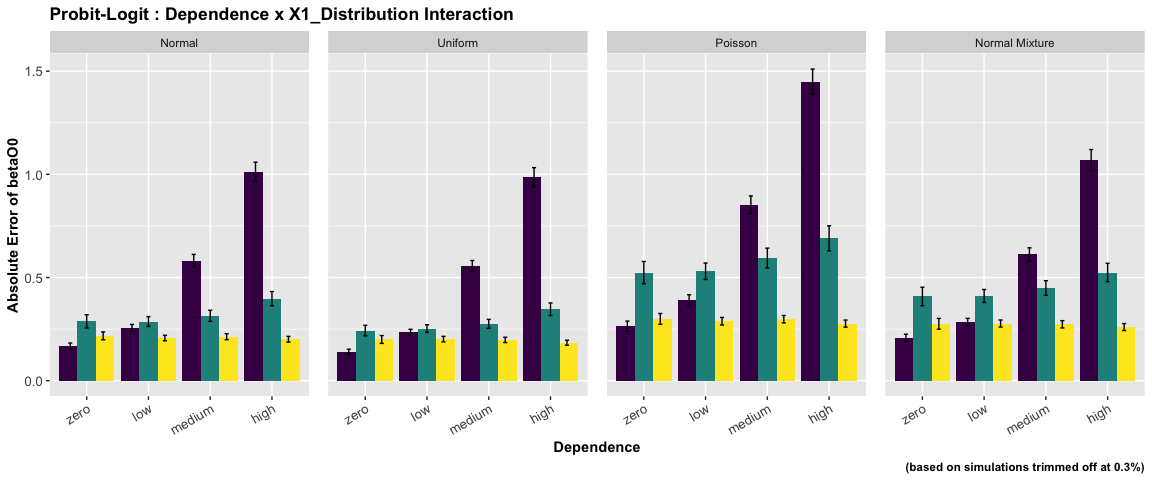 Probit-Logit : Dependence x X1_Distribution Interaction
Normal
Uniform
Poisson
Normal Mixture
Absolute Error of betaO0
1.5
1.0
0.5
0.0
zero
low
medium
high
zero
low
medium
high
zero
low
medium
high
zero
low
medium
high
Dependence
(based on simulations trimmed off at 0.3%)